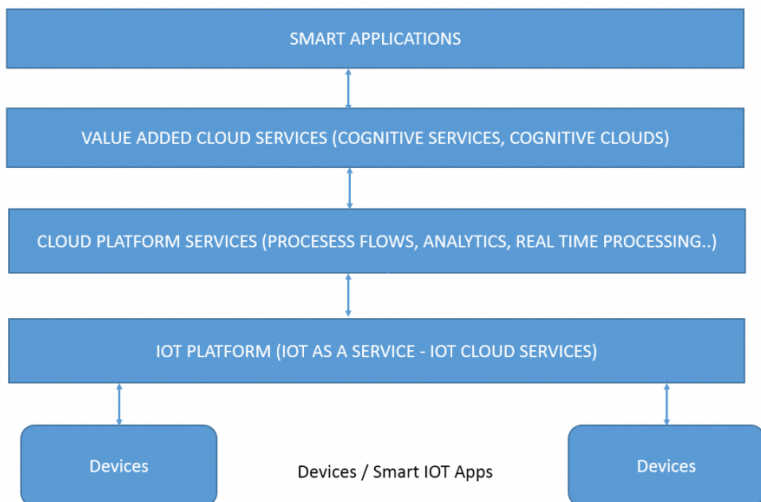 SMART APPLICATIONS
VALUE ADDED CLOUD SERVICES (COGNITIVE SERVICES, COGNITIVE CLOUDS)
CLOUD PLATFORM SERVICES (PROCESESS FLOWS, ANALYTICS, REAL TIME PROCESSING..)
IOT PLATFORM (IOT AS A SERVICE - IOT CLOUD SERVICES)
Devices
Devices / Smart IOT Apps
Devices